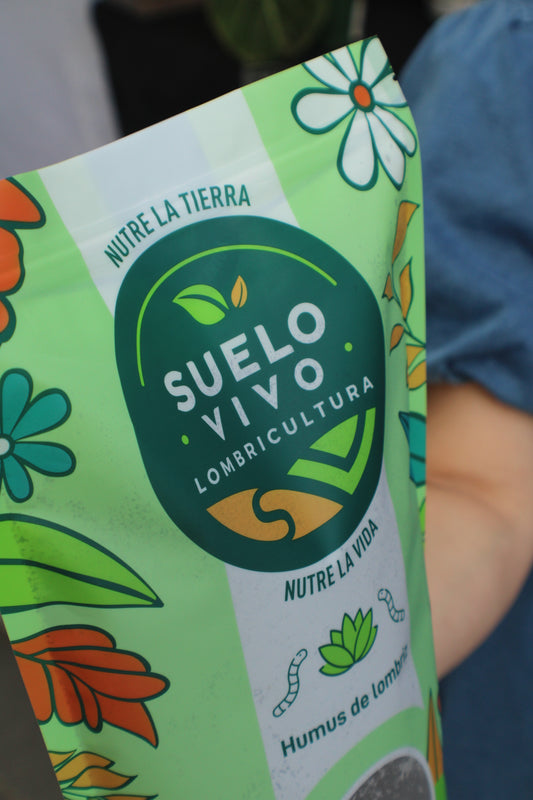 NUTRE LA TIERRA
SUELO
VIVO
LOMBRICULTURA
NUTRE LA VIDA
Humus de lombriz